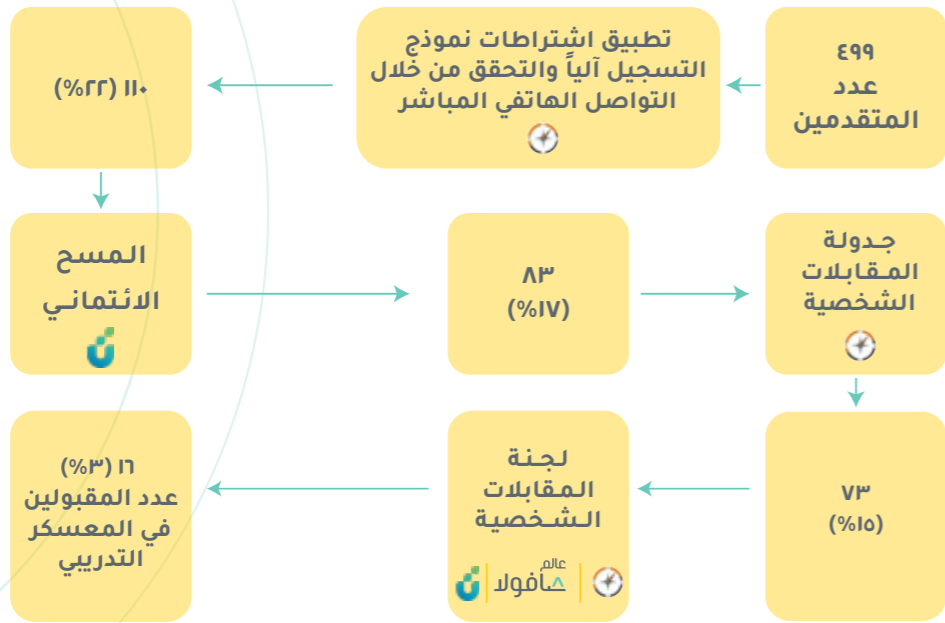 ٤٩٩
عدد
المتقدمين
تطبيق اشتراطات نموذج
التسجيل آلياً والتحقق من خلال
التواصل الهاتفي المباشر
١١٠ (٢٢%)
المسح
الائتماني
٨٣
(١٧%)
جدولة
المقابلات
الشخصية
٧٣
(١٥%)
لجنة
المقابلات
الشخصية
عالم
صافولا
١٦ (٣%)
عدد المقبولين
في المعسكر
التدريبي